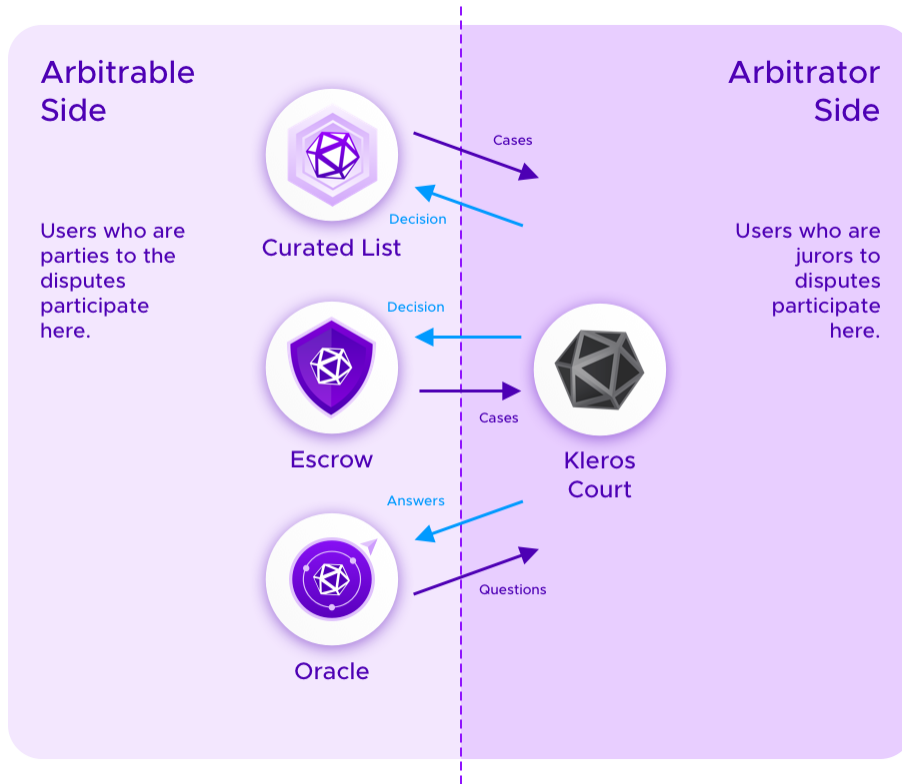 Arbitrable
Side
Arbitrator
Side
Cases
Decision
Curated List
Users who are
parties to the
disputes
participate
here.
Users who are
jurors to
disputes
participate
here.
Decision
Cases
Escrow
Kleros
Court
Answers
Questions
Oracle